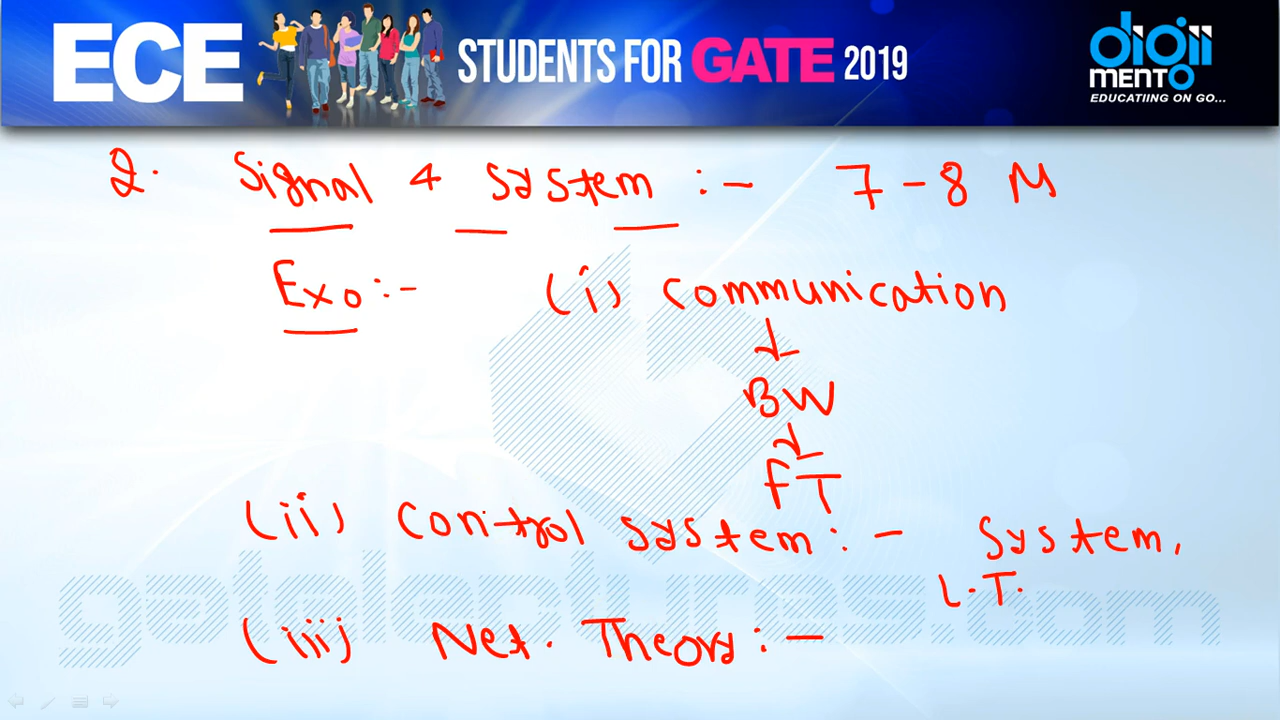 ECE STUDENTS FOR GATE 2019
digii
MENTO
EDUCATIING ON GO...
2. Signal & system :- 7-8 M
Exo :- (i) communication
BW
FT
(ii) control system :- System,
L.T.
(iii) Net. Theory :-
gatelectures.com